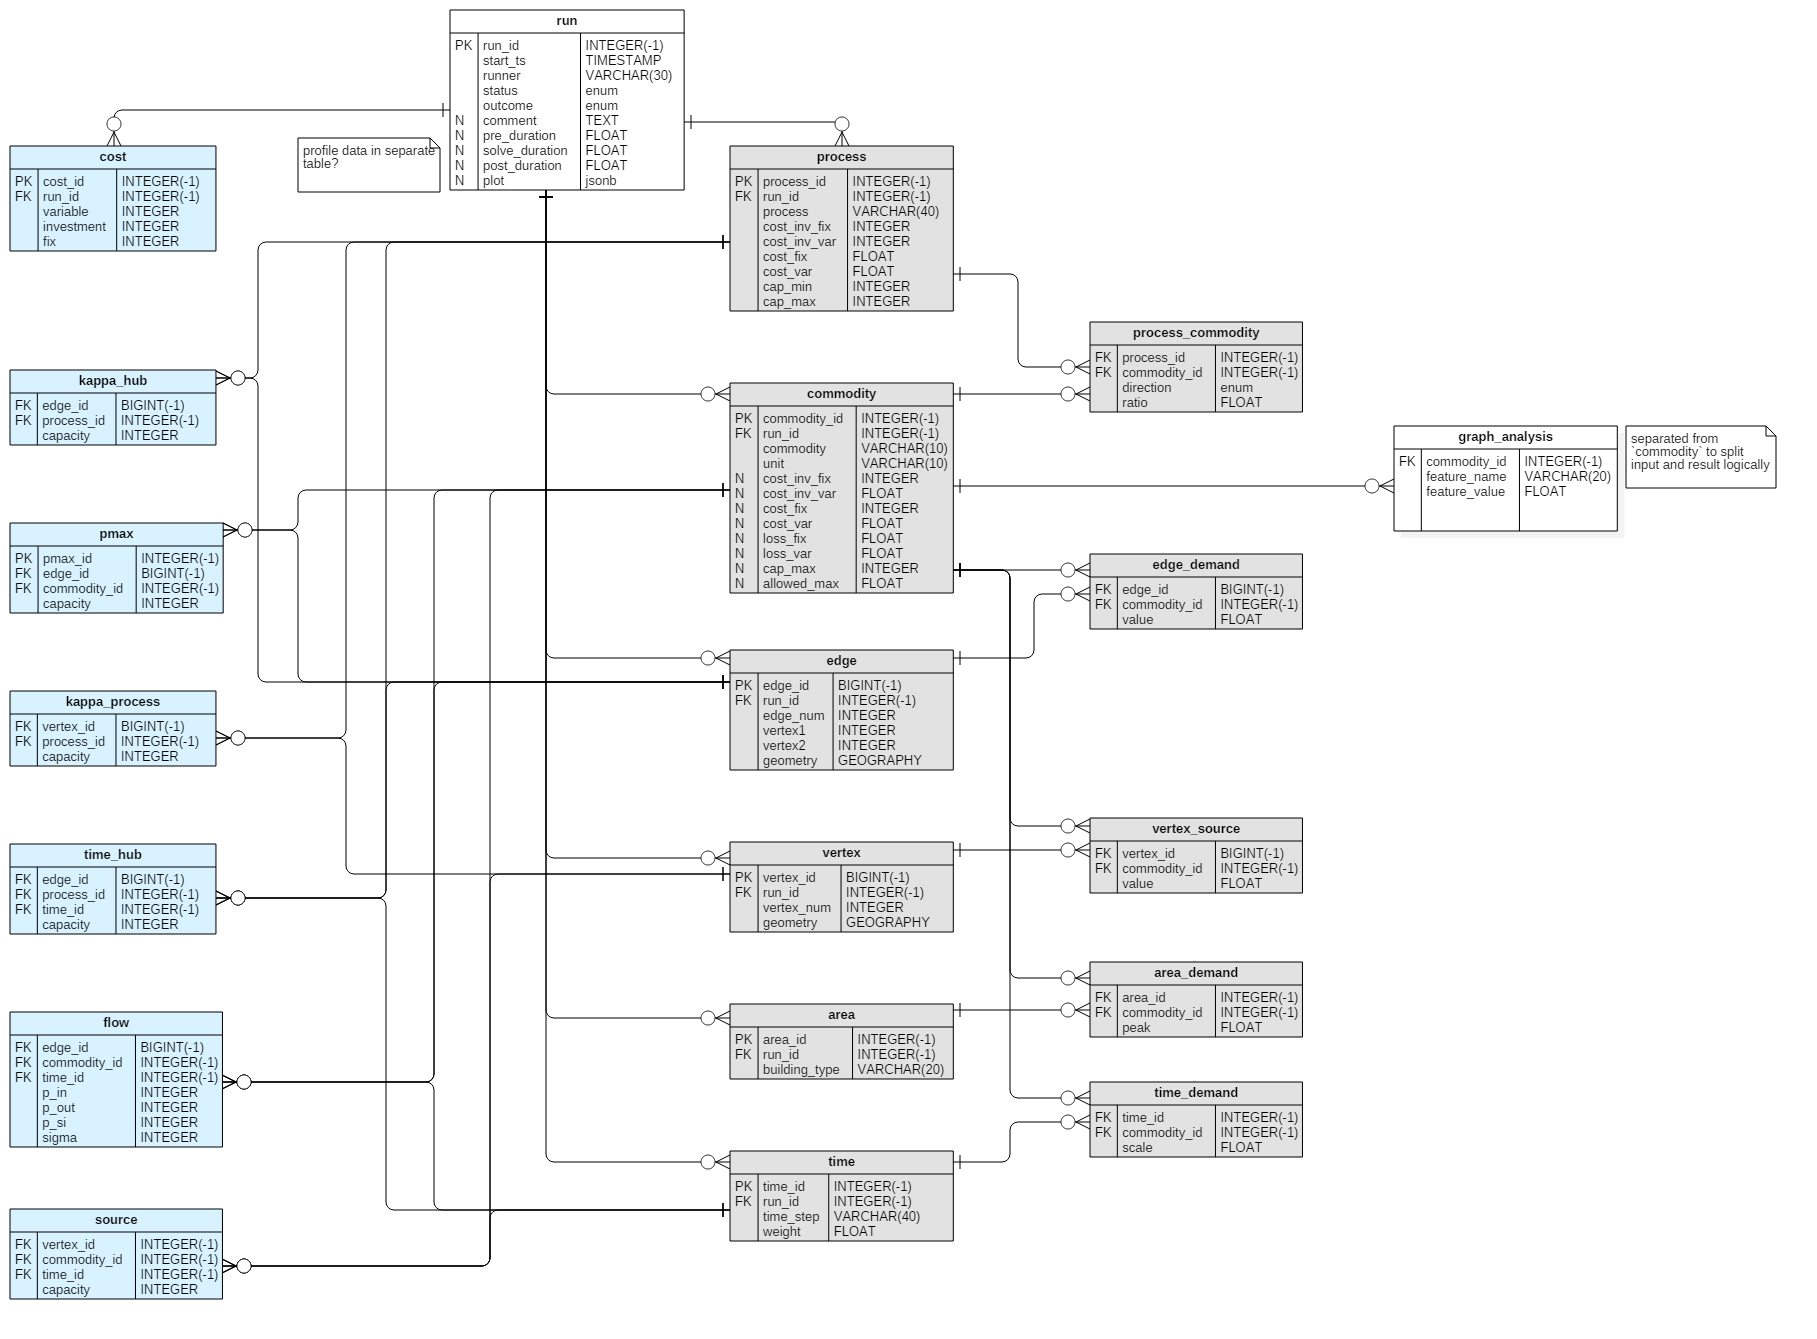 run
PK run_id INTEGER(-1)
start_ts TIMESTAMP
runner VARCHAR(30)
status enum
outcome enum
N comment TEXT
N pre_duration FLOAT
N solve_duration FLOAT
N post_duration FLOAT
N plot jsonb
profile data in separate
table?
cost
PK cost_id INTEGER(-1)
FK run_id INTEGER(-1)
variable INTEGER
investment INTEGER
fix INTEGER
process
PK process_id INTEGER(-1)
FK run_id INTEGER(-1)
process VARCHAR(40)
cost_inv_fix INTEGER
cost_inv_var INTEGER
cost_fix FLOAT
cost_var FLOAT
cap_min INTEGER
cap_max INTEGER
process_commodity
FK process_id INTEGER(-1)
FK commodity_id INTEGER(-1)
direction enum
ratio FLOAT
kappa_hub
FK edge_id BIGINT(-1)
FK process_id INTEGER(-1)
capacity INTEGER
commodity
PK commodity_id INTEGER(-1)
FK run_id INTEGER(-1)
commodity VARCHAR(10)
unit VARCHAR(10)
N cost_inv_fix INTEGER
N cost_inv_var FLOAT
N cost_fix INTEGER
N cost_var FLOAT
N loss_fix FLOAT
N loss_var FLOAT
N cap_max INTEGER
N allowed_max FLOAT
graph_analysis
FK commodity_id INTEGER(-1)
feature_name VARCHAR(20)
feature_value FLOAT
separated from
`commodity` to split
input and result logically
pmax
PK pmax_id INTEGER(-1)
FK edge_id BIGINT(-1)
FK commodity_id INTEGER(-1)
capacity INTEGER
edge_demand
FK edge_id BIGINT(-1)
FK commodity_id INTEGER(-1)
value FLOAT
edge
PK edge_id BIGINT(-1)
FK run_id INTEGER(-1)
edge_num INTEGER
vertex1 INTEGER
vertex2 INTEGER
geometry GEOGRAPHY
kappa_process
FK vertex_id BIGINT(-1)
FK process_id INTEGER(-1)
capacity INTEGER
vertex_source
FK vertex_id BIGINT(-1)
FK commodity_id INTEGER(-1)
value FLOAT
time_hub
FK edge_id BIGINT(-1)
FK process_id INTEGER(-1)
FK time_id INTEGER(-1)
capacity INTEGER
vertex
PK vertex_id BIGINT(-1)
FK run_id INTEGER(-1)
vertex_num INTEGER
geometry GEOGRAPHY
area_demand
FK area_id INTEGER(-1)
FK commodity_id INTEGER(-1)
peak FLOAT
flow
FK edge_id BIGINT(-1)
FK commodity_id INTEGER(-1)
FK time_id INTEGER(-1)
p_in INTEGER
p_out INTEGER
p_si INTEGER
sigma INTEGER
area
PK area_id INTEGER(-1)
FK run_id INTEGER(-1)
building_type VARCHAR(20)
time_demand
FK time_id INTEGER(-1)
FK commodity_id INTEGER(-1)
scale FLOAT
time
PK time_id INTEGER(-1)
FK run_id INTEGER(-1)
time_step VARCHAR(40)
weight FLOAT
source
FK vertex_id INTEGER(-1)
FK commodity_id INTEGER(-1)
FK time_id INTEGER(-1)
capacity INTEGER